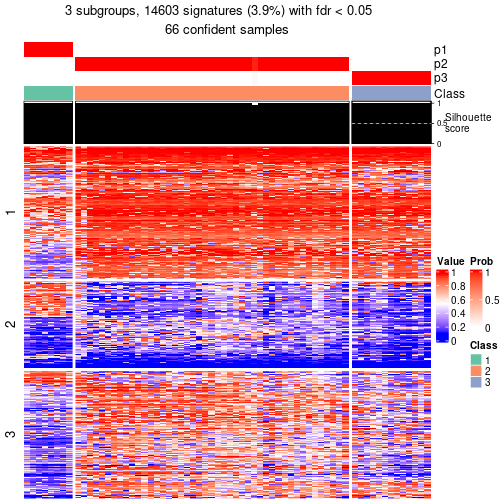 3 subgroups, 14603 signatures (3.9%) with fdr < 0.05
66 confident samples
p1
p2
p3
Class
1
0.5
0
Silhouette
score
1
2
3
Value
1
0.8
0.6
0.4
0.2
0
Prob
1
0.5
0
Class
1
2
3